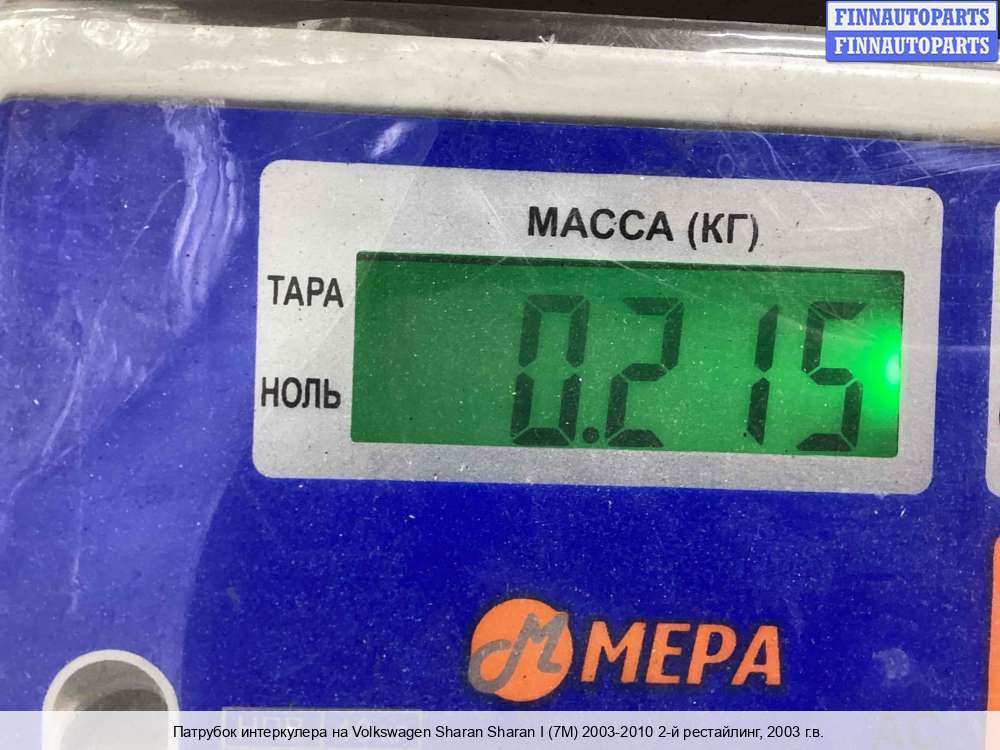 FINNAUTOPARTS
FINNAUTOPARTS
МАССА (КГ)
ТАРА
0.215
НОЛЬ
М МЕРА
Патрубок интеркулера на Volkswagen Sharan Sharan I (7M) 2003-2010 2-й рестайлинг, 2003 г.в.